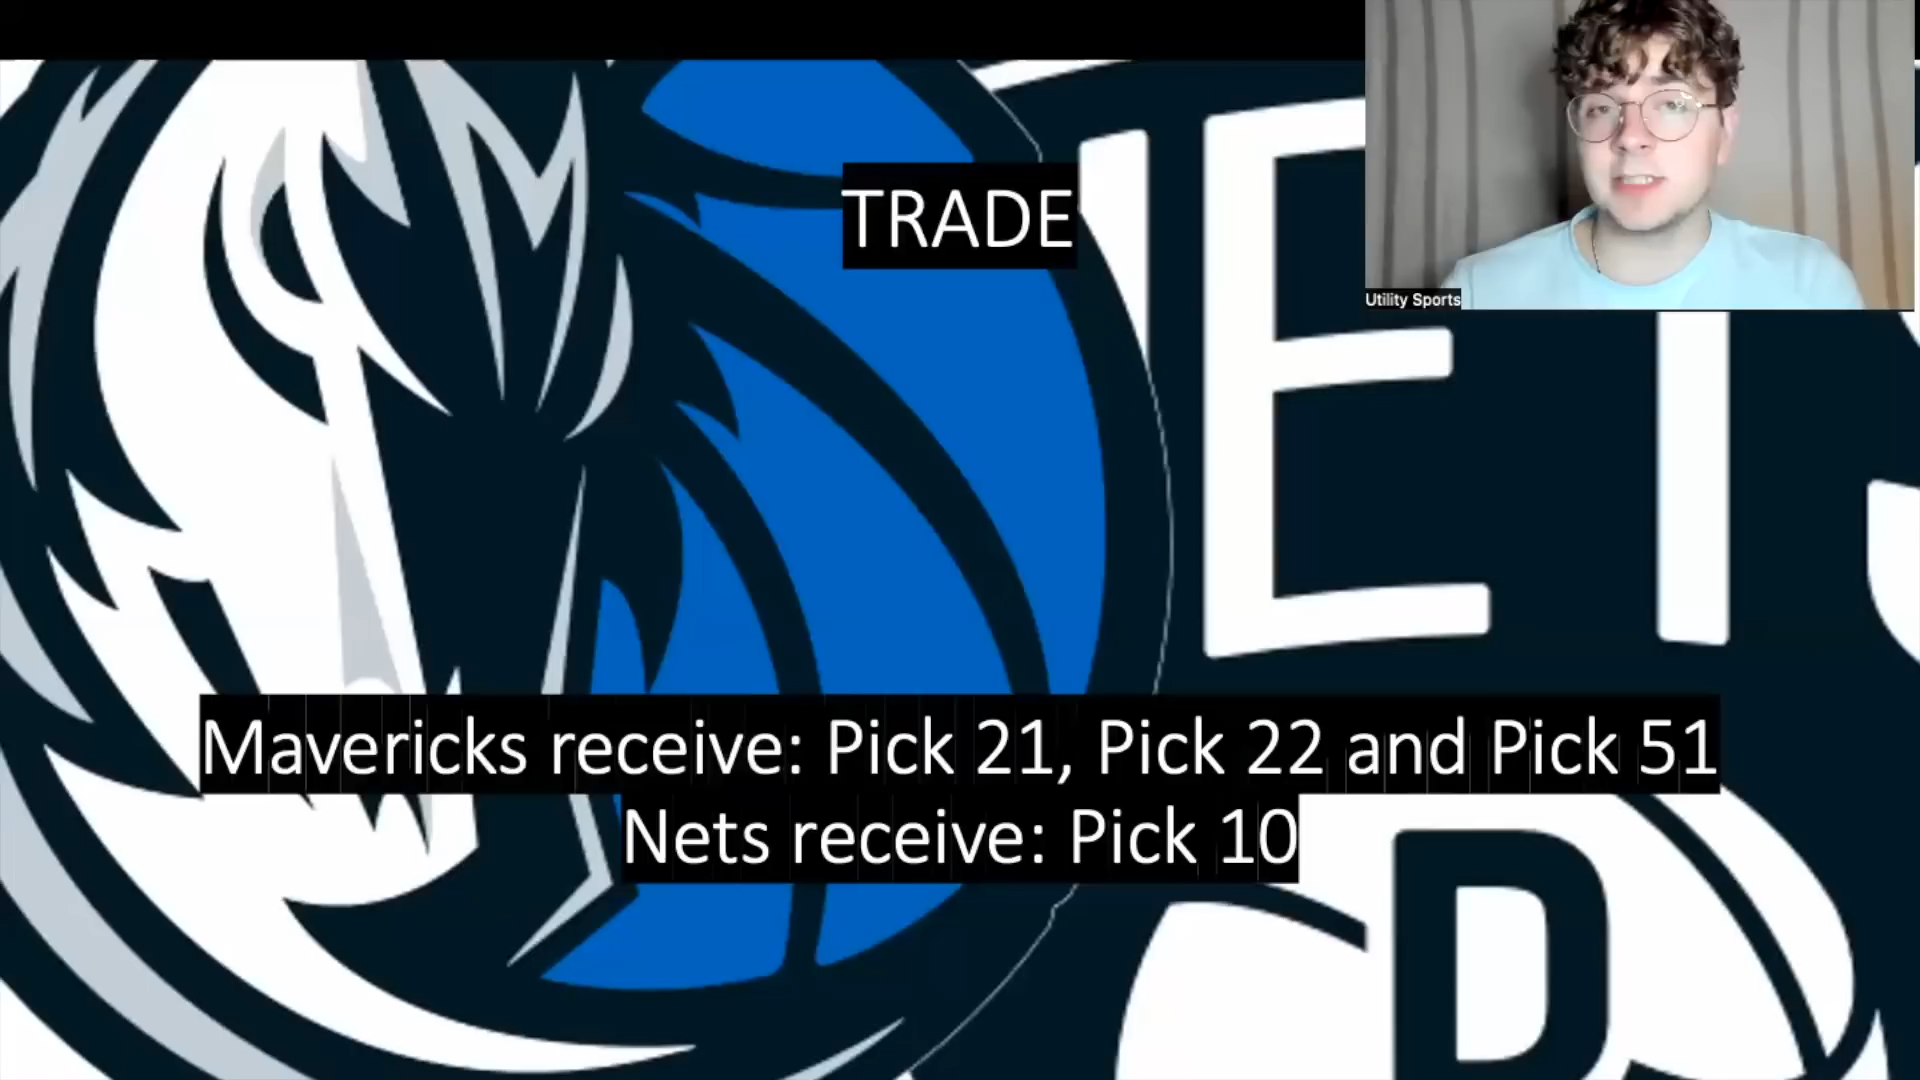 TRADE
Utility Sports
Mavericks receive: Pick 21, Pick 22 and Pick 51
Nets receive: Pick 10